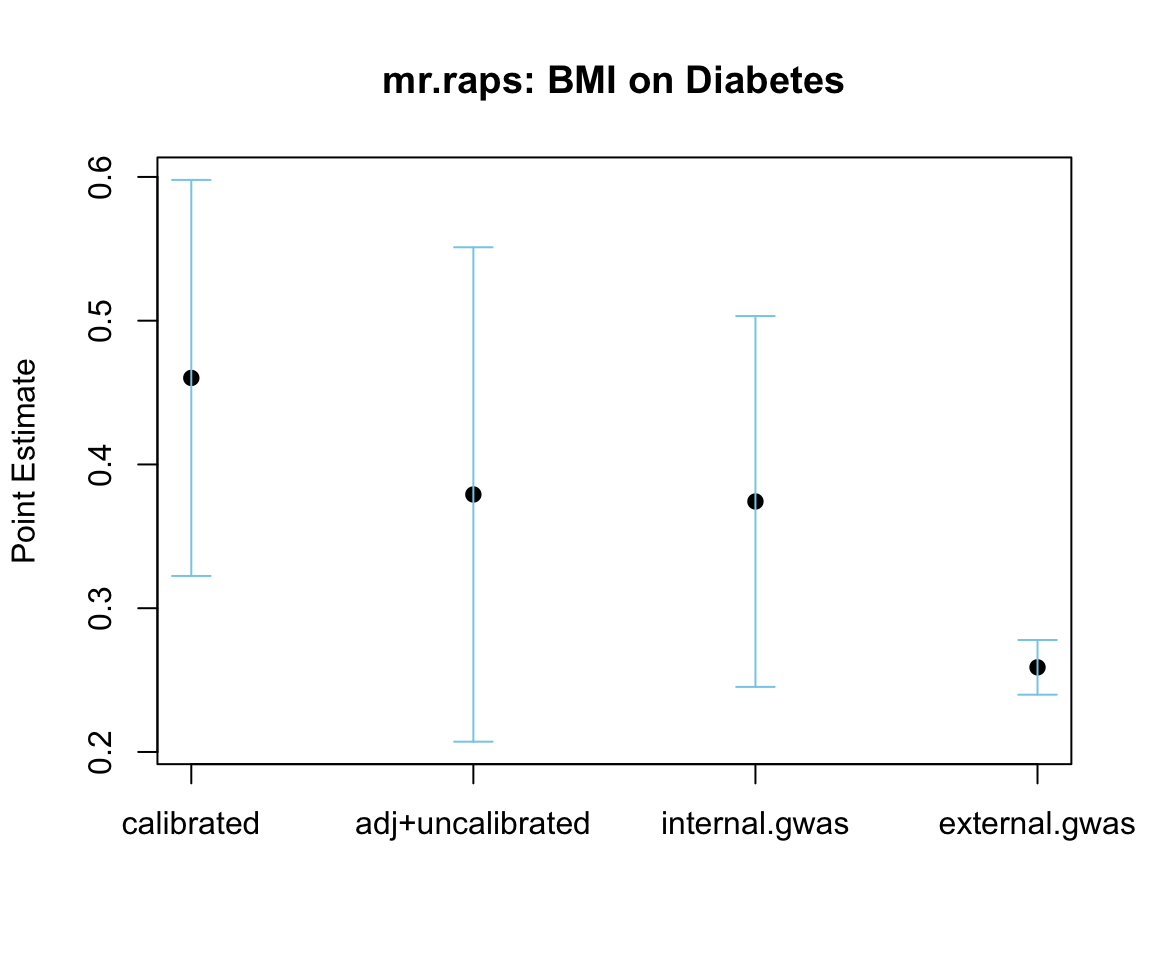 mr.raps: BMI on Diabetes
Point Estimate
0.6
0.5
0.4
0.3
0.2
calibrated adj+uncalibrated internal.gwas external.gwas